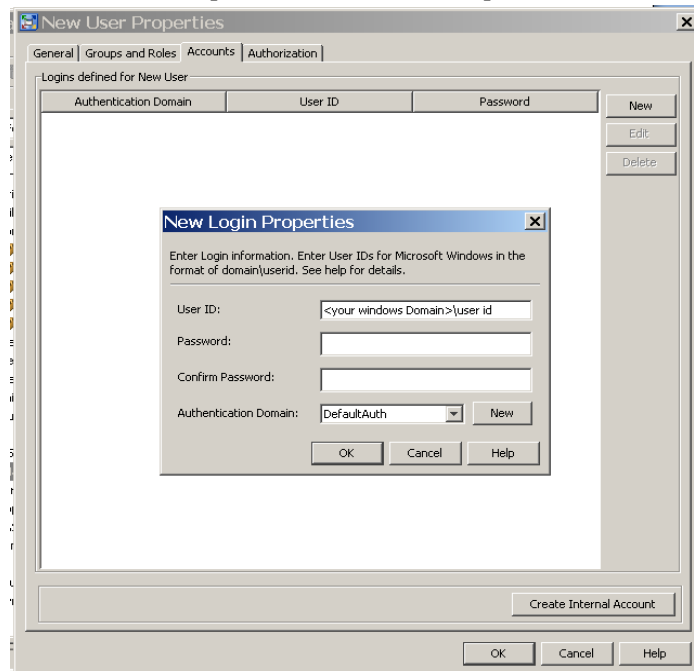 New User Properties
General Groups and Roles Accounts Authorization
Logins defined for New User
Authentication Domain User ID Password
New
Edit
Delete
New Login Properties
Enter Login information. Enter User IDs for Microsoft Windows in the
format of domain\userid. See help for details.
User ID: <your windows Domain>\user id
Password:
Confirm Password:
Authentication Domain: DefaultAuth New
OK Cancel Help
Create Internal Account
OK Cancel Help